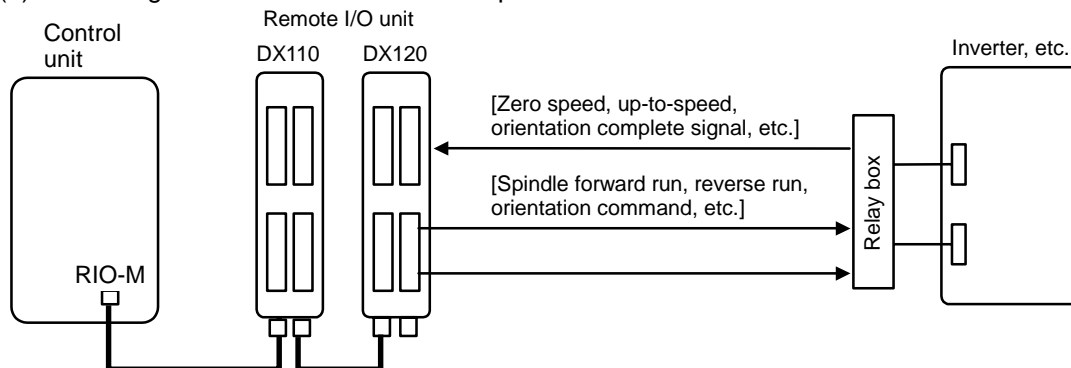 Remote I/O unit
Control
unit
DX110
DX120
Inverter, etc.
[Zero speed, up-to-speed,
orientation complete signal, etc.]
[Spindle forward run, reverse run,
orientation command, etc.]
Relay box
RIO-M